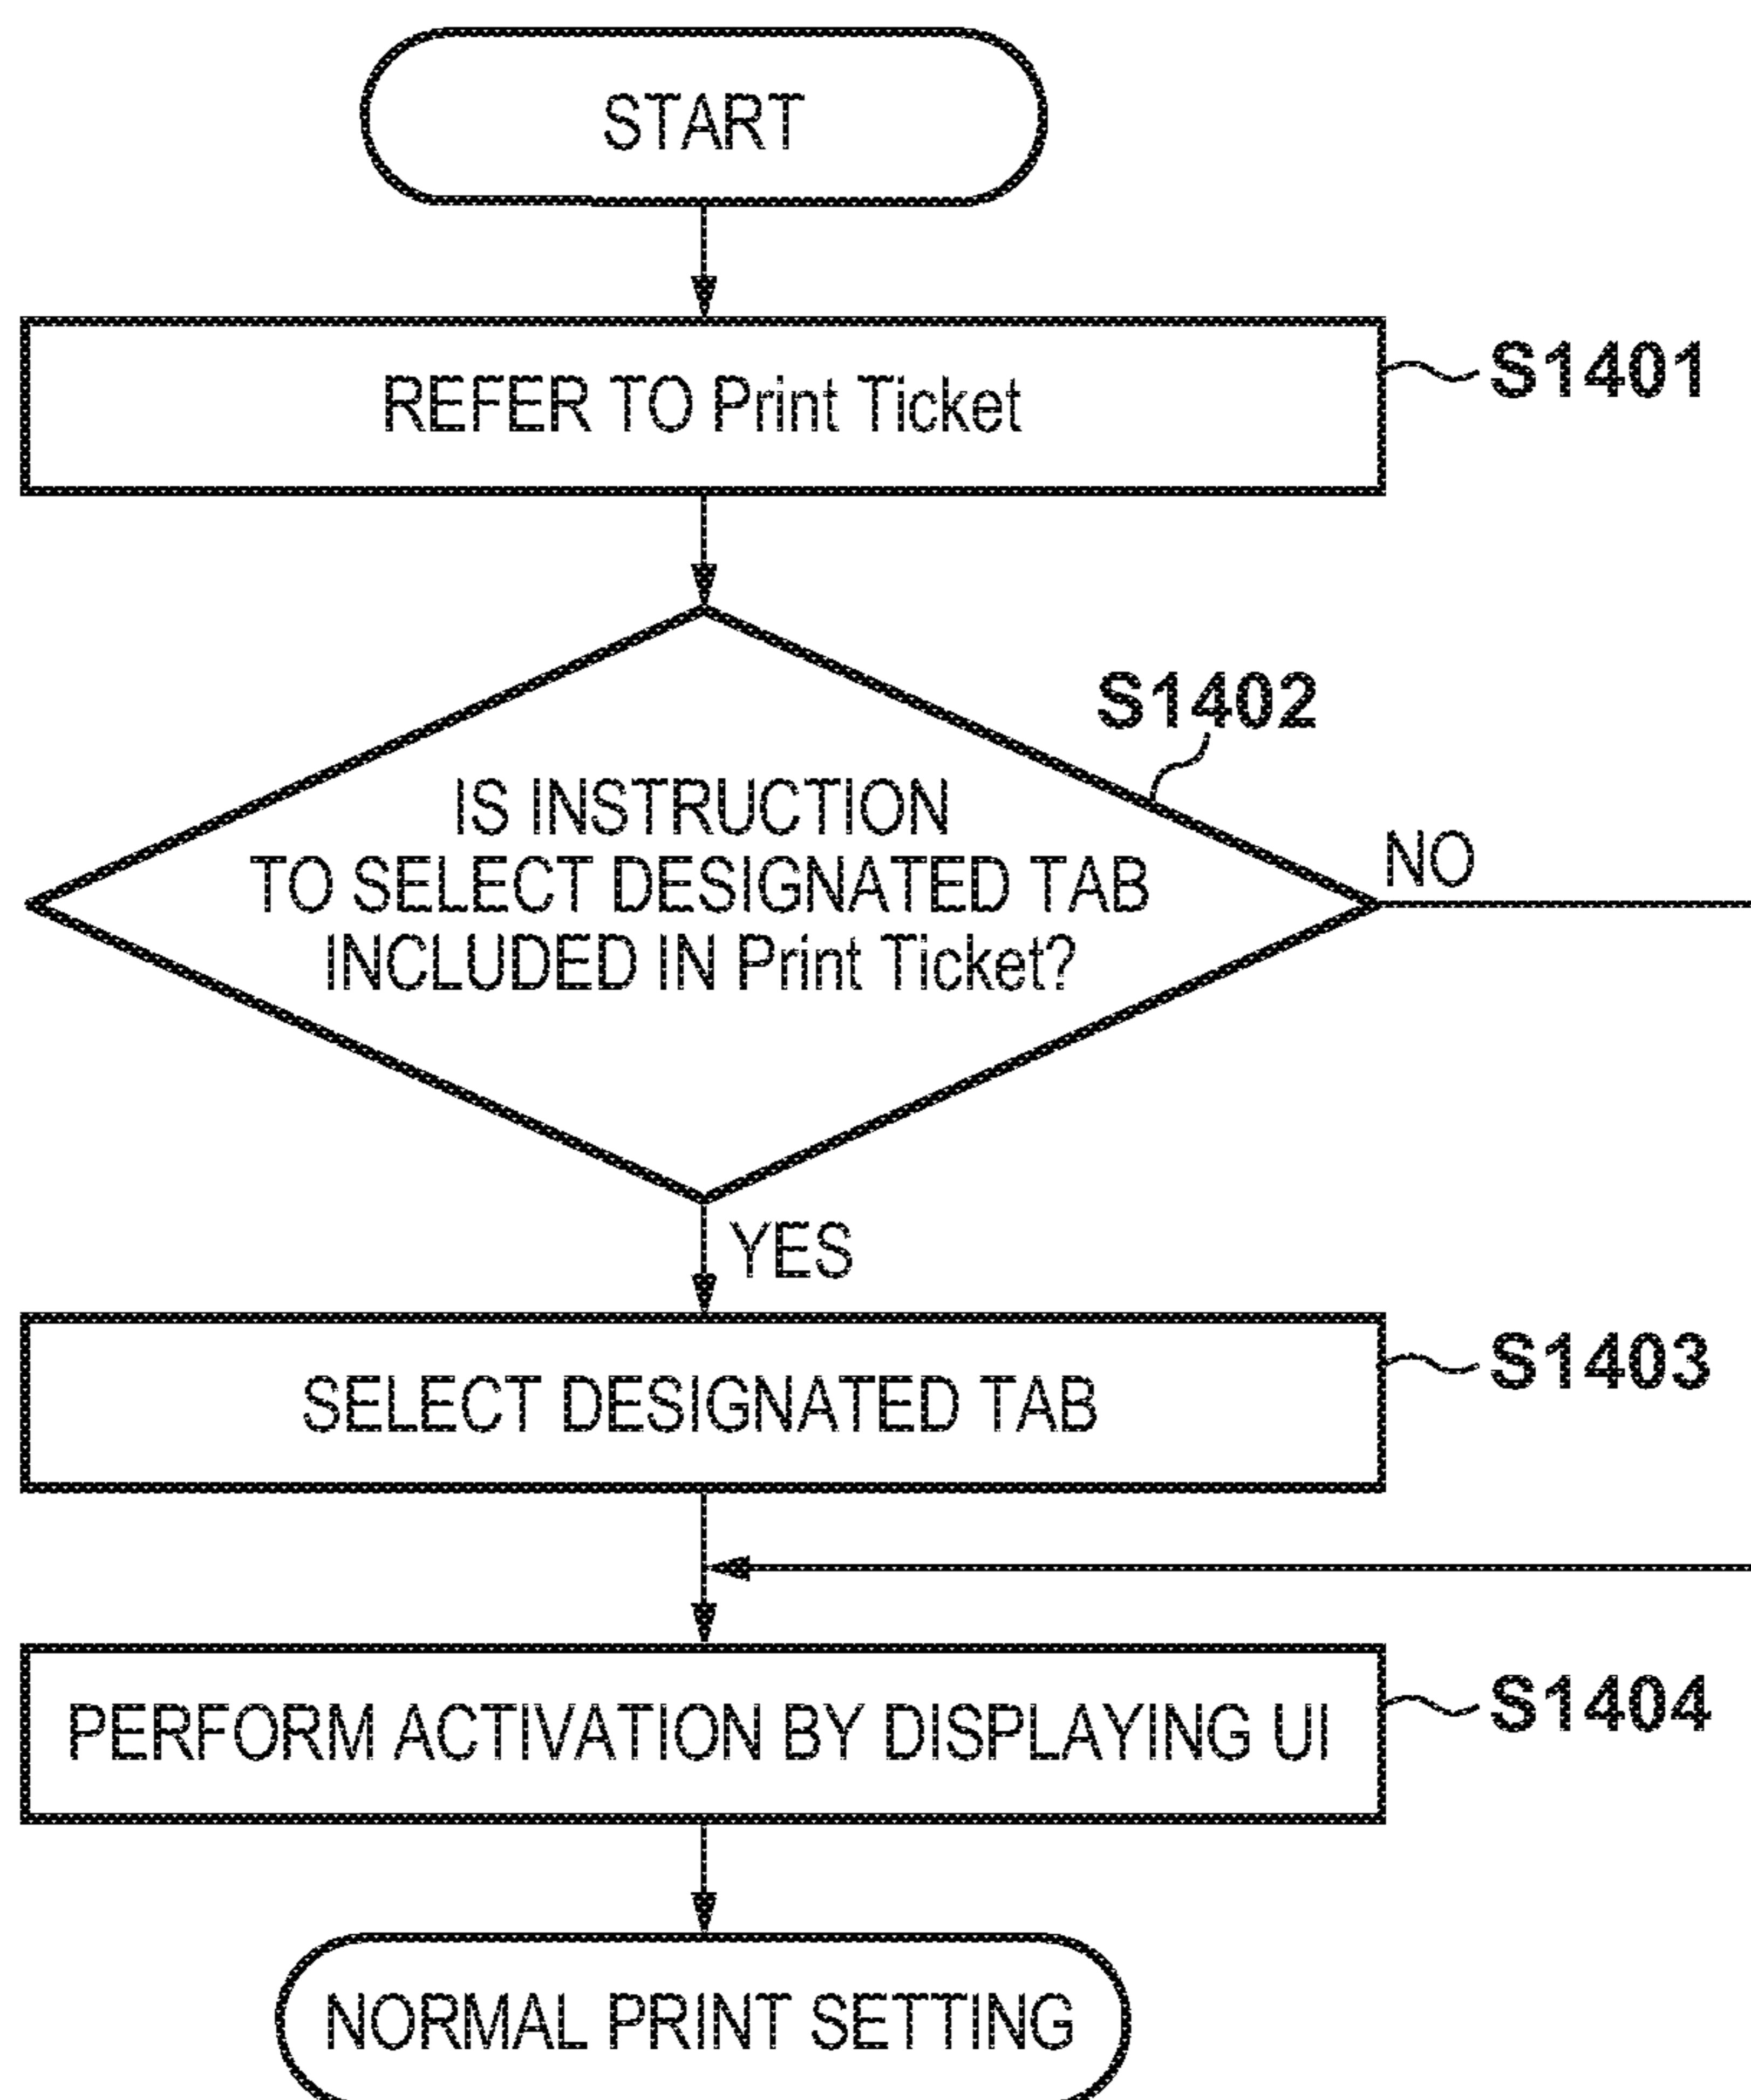 START
REFER TO Print Ticket
S1401
S1402
IS INSTRUCTION
TO SELECT DESIGNATED TAB
INCLUDED IN Print Ticket?
NO
YES
SELECT DESIGNATED TAB
S1403
PERFORM ACTIVATION BY DISPLAYING UI
S1404
NORMAL PRINT SETTING